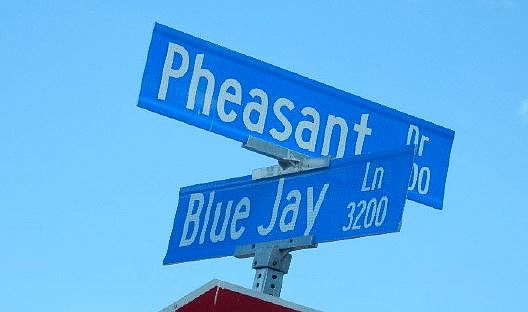 Pheasant Dr
00
Blue Jay Ln
3200